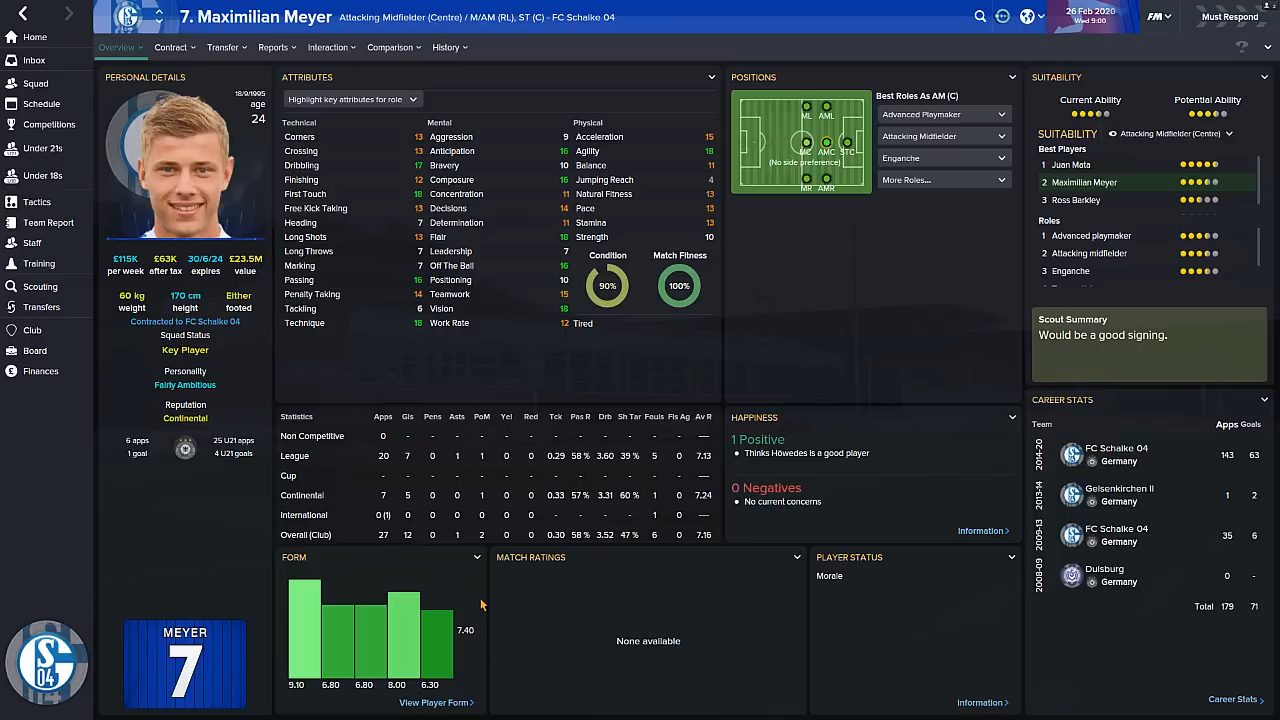 7. Maximilian Meyer
Attacking Midfielder (Centre) / M/AM (RL), ST (C) - FC Schalke 04
26 Feb 2020
Wed 9:00
FM
Must Respond
Home
Inbox
Squad
Schedule
Competitions
Under 21s
Under 18s
Tactics
Team Report
Staff
Training
Scouting
Transfers
Club
Board
Finances
Overview
Contract
Transfer
Reports
Interaction
Comparison
History
PERSONAL DETAILS
18/9/1995
age
24
£115K £63K 30/6/24 £23.5M
per week after tax expires value
60 kg 170 cm Either
weight height footed
Contracted to FC Schalke 04
Squad Status
Key Player
Personality
Fairly Ambitious
Reputation
Continental
6 apps 25 U21 apps
1 goal 4 U21 goals
MEYER
7
ATTRIBUTES
Highlight key attributes for role
Technical Mental Physical
Corners 13 Aggression 9 Acceleration 15
Crossing 13 Anticipation 16 Agility 18
Dribbling 17 Bravery 10 Balance 11
Finishing 12 Composure 16 Jumping Reach 4
First Touch 18 Concentration 11 Natural Fitness 13
Free Kick Taking 13 Decisions 14 Pace 13
Heading 7 Determination 11 Stamina 13
Long Shots 13 Flair 18 Strength 10
Long Throws 7 Leadership 7
Marking 7 Off The Ball 16
Passing 16 Positioning 10
Penalty Taking 14 Teamwork 15
Tackling 6 Vision 18
Technique 18 Work Rate 12
Condition Match Fitness
90% 100%
Tired
POSITIONS
ML AML
MC AMC STC
(No side preference)
MR AMR
Best Roles As AM (C)
Advanced Playmaker
Attacking Midfielder
Enganche
More Roles...
SUITABILITY
Current Ability Potential Ability
SUITABILITY Attacking Midfielder (Centre)
Best Players
1 Juan Mata
2 Maximilian Meyer
3 Ross Barkley
Roles
1 Advanced playmaker
2 Attacking midfielder
3 Enganche
Scout Summary
Would be a good signing.
Statistics Apps Gls Pens Asts PoM Yel Red Tck Pas R Drb Sh Tar Fouls Fls Ag Av R
Non Competitive 0 - - - - - - - - - - - - ----
League 20 7 - 1 1 - - 0.29 58 % 3.60 39 % 5 - 7.13
Cup - - - - - - - - - - - - - ----
Continental 7 5 0 0 1 0 0 0.33 57 % 3.31 60 % 1 0 7.24
International 0 (1) - - - - - - - - - - 1 - ----
Overall (Club) 27 12 0 1 2 0 0 0.30 58 % 3.52 47 % 6 0 7.16
HAPPINESS
1 Positive
• Thinks Höwedes is a good player
0 Negatives
• No current concerns
Information >
CAREER STATS
Team Apps Goals
2014-20 FC Schalke 04 Germany 143 63
2013-14 Gelsenkirchen II Germany 1 2
2009-13 FC Schalke 04 Germany 35 6
2008-09 Duisburg Germany 0 -
Total 179 71
Career Stats >
FORM
7.40
9.10 6.80 6.80 8.00 6.30
View Player Form >
MATCH RATINGS
None available
PLAYER STATUS
Morale
Information >
S
04